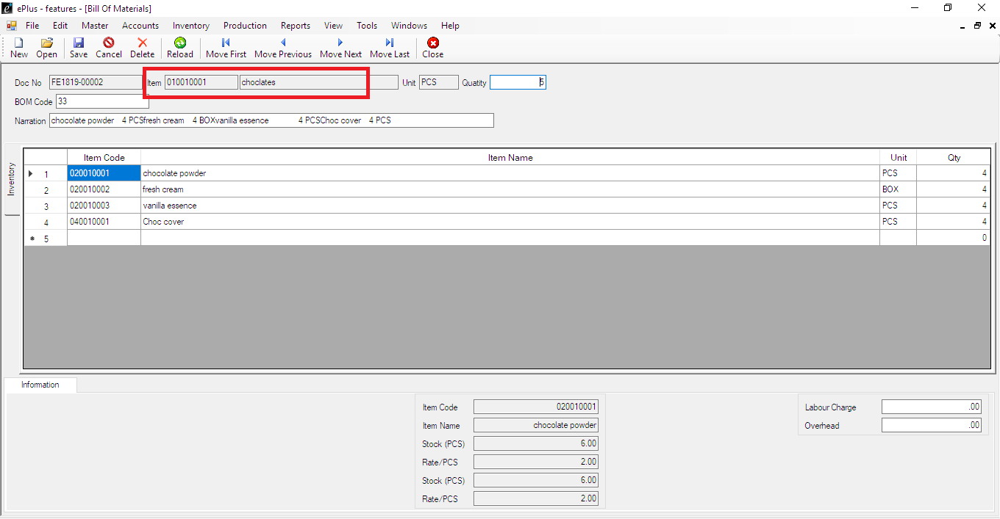 ePlus - features - [Bill Of Materials]
File Edit Master Accounts Inventory Production Reports View Tools Windows Help
New Open Save Cancel Delete Reload Move First Move Previous Move Next Move Last Close
Doc No FE1819-00002 Item 010010001 choclates Unit PCS Quatity 5
BOM Code 33
Narration chocolate powder 4 PCSfresh cream 4 BOXvanilla essence 4 PCSChoc cover 4 PCS
Inventory
Item Code Item Name Unit Qty
1 020010001 chocolate powder PCS 4
2 020010002 fresh cream BOX 4
3 020010003 vanilla essence PCS 4
4 040010001 Choc cover PCS 4
5 0
Information
Item Code 020010001 Labour Charge .00
Item Name chocolate powder Overhead .00
Stock (PCS) 6.00
Rate/PCS 2.00
Stock (PCS) 6.00
Rate/PCS 2.00